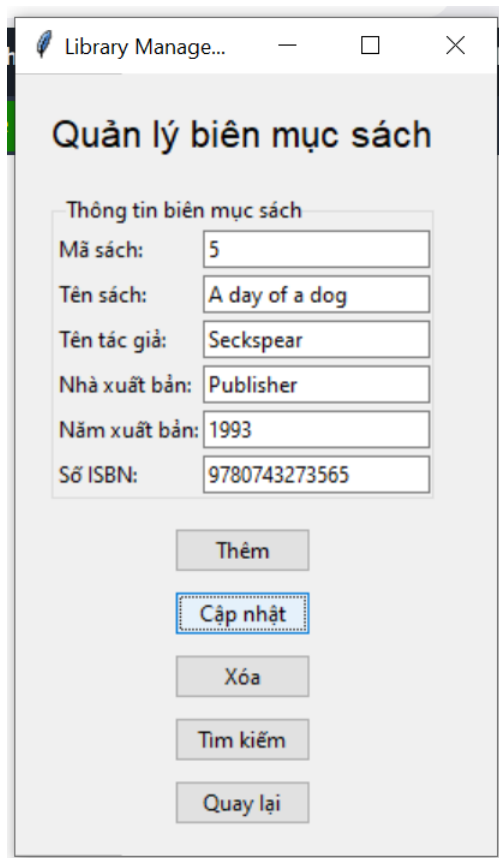 Library Manage...
Quản lý biên mục sách
Thông tin biên mục sách
Mã sách: 5
Tên sách: A day of a dog
Tên tác giả: Seckspear
Nhà xuất bản: Publisher
Năm xuất bản: 1993
Số ISBN: 9780743273565
Thêm
Cập nhật
Xóa
Tìm kiếm
Quay lại